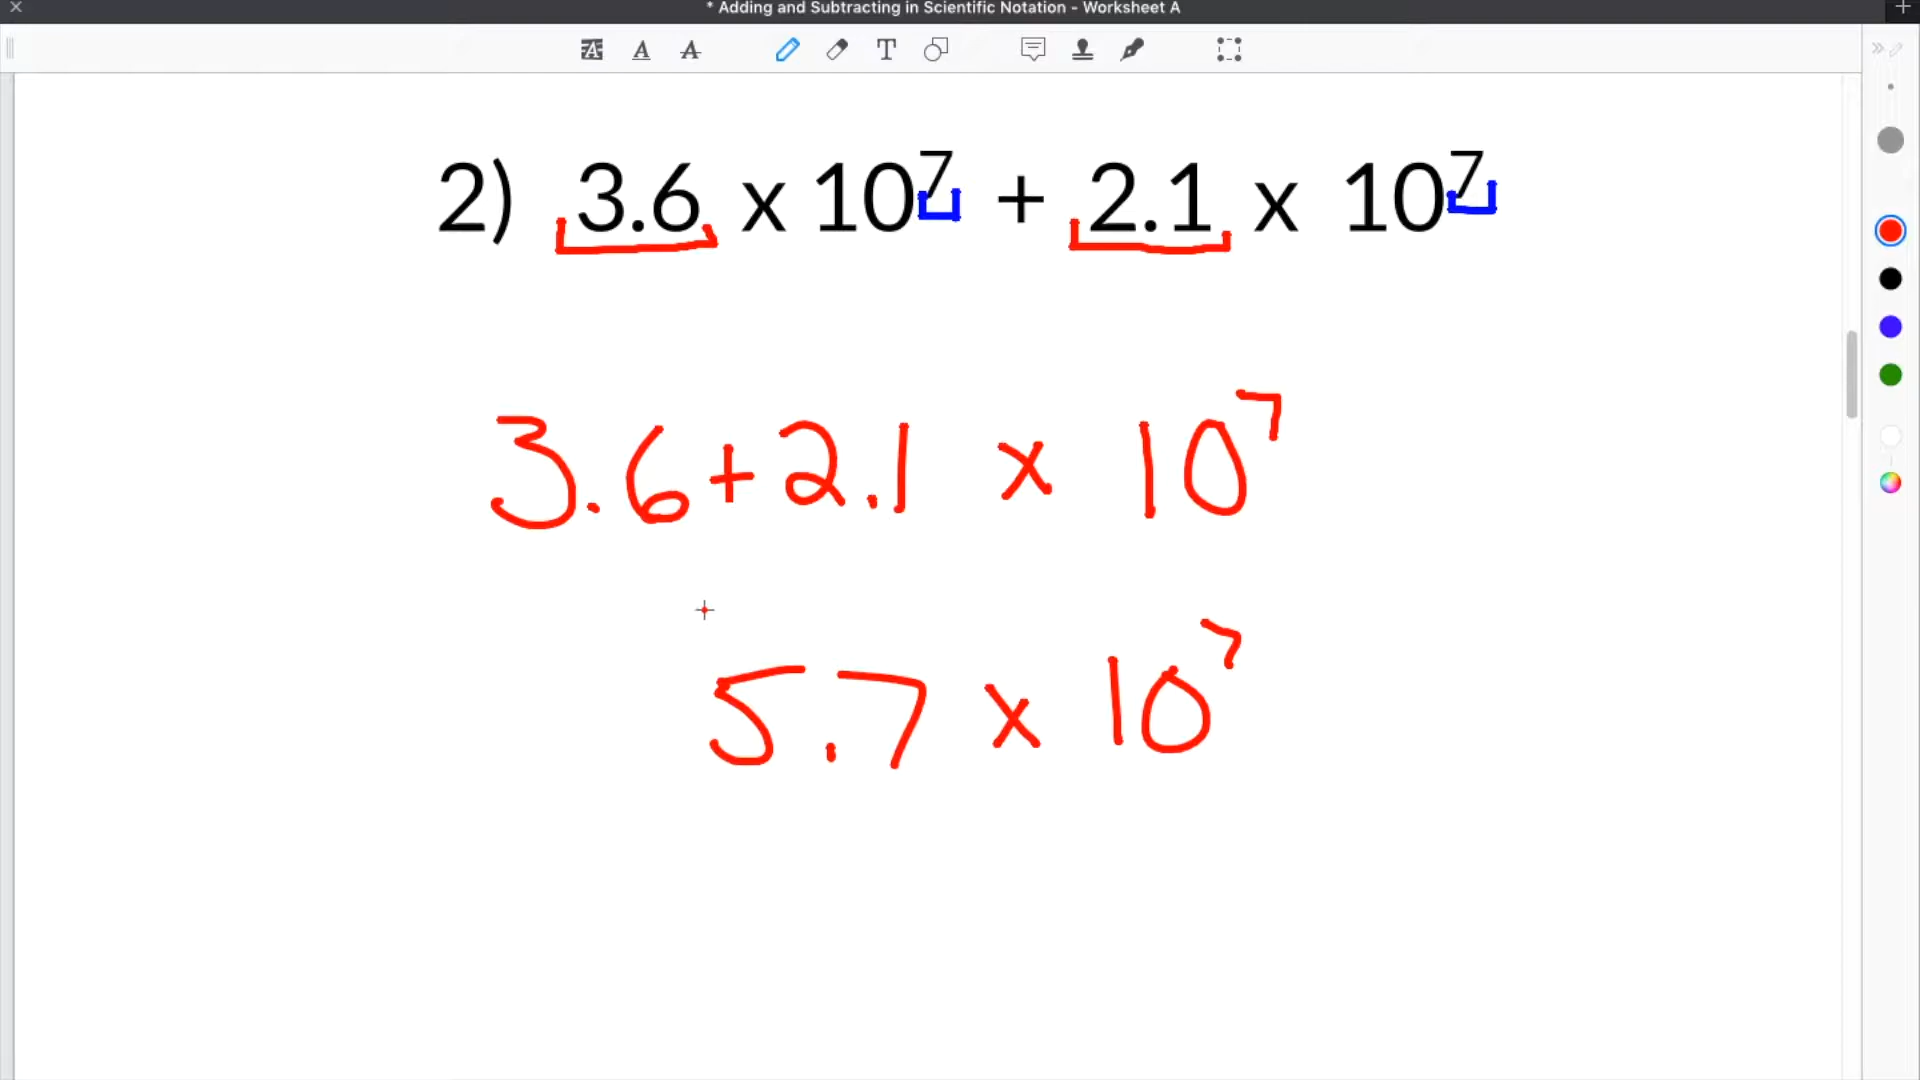 * Adding and Subtracting in Scientific Notation - Worksheet A
2) 3.6 x 10⁷ + 2.1 x 10⁷
3.6+2.1 x 10⁷
5.7 x 10⁷